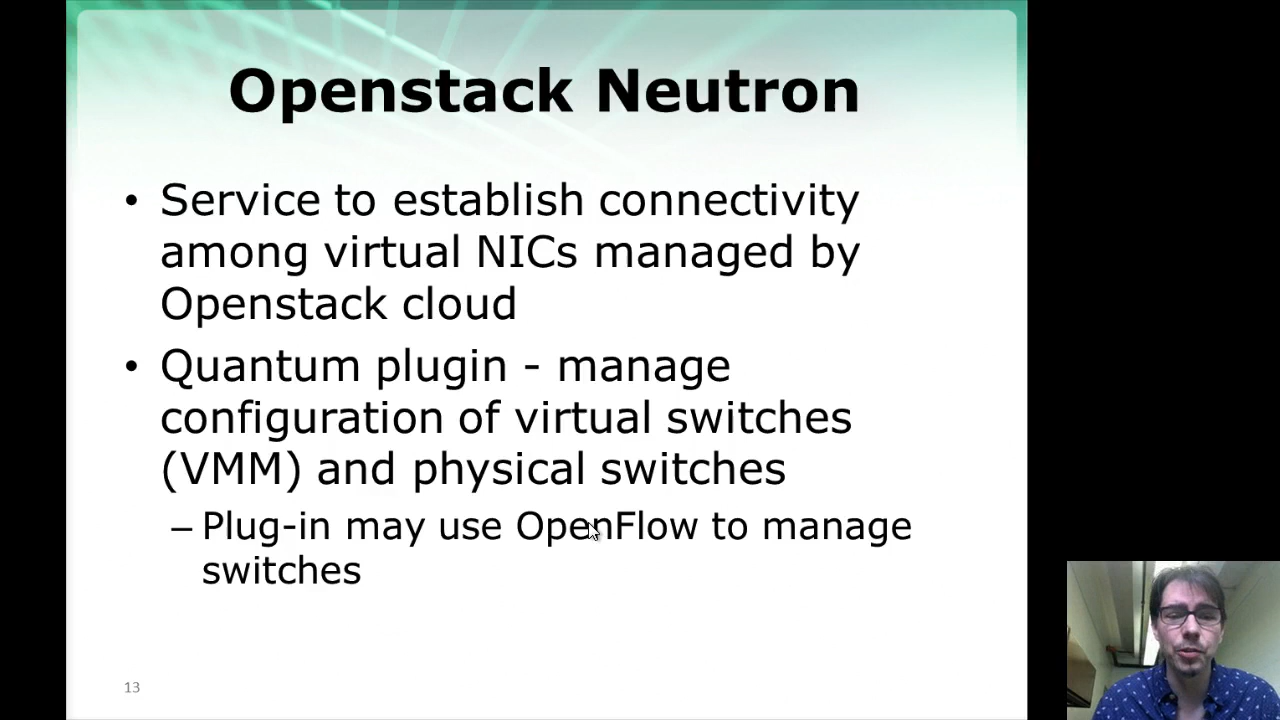 Openstack Neutron
• Service to establish connectivity
among virtual NICs managed by
Openstack cloud
• Quantum plugin - manage
configuration of virtual switches
(VMM) and physical switches
– Plug-in may use OpenFlow to manage
switches
13